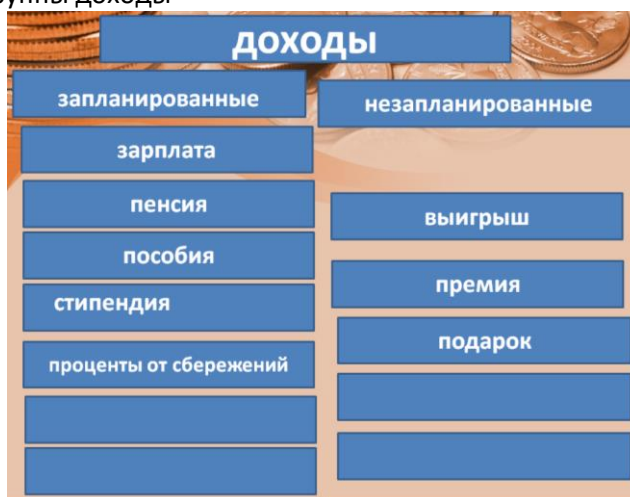 доходы
запланированные
незапланированные
зарплата
пенсия
выигрыш
пособия
премия
стипендия
подарок
проценты от сбережений